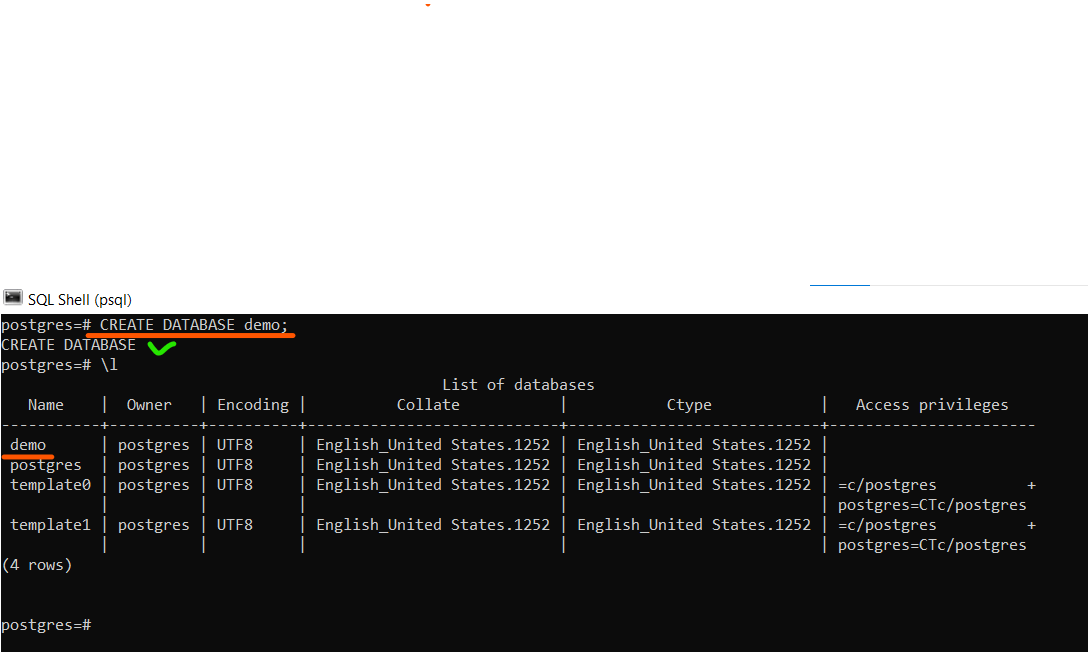 SQL Shell (psql)
postgres=# CREATE DATABASE demo;
CREATE DATABASE
postgres=# \l
                                                 List of databases
   Name    |  Owner   | Encoding |          Collate           |           Ctype            |   Access privileges
-----------+----------+----------+----------------------------+----------------------------+-----------------------
 demo      | postgres | UTF8     | English_United States.1252 | English_United States.1252 |
 postgres  | postgres | UTF8     | English_United States.1252 | English_United States.1252 |
 template0 | postgres | UTF8     | English_United States.1252 | English_United States.1252 | =c/postgres          +
           |          |          |                            |                            | postgres=CTc/postgres
 template1 | postgres | UTF8     | English_United States.1252 | English_United States.1252 | =c/postgres          +
           |          |          |                            |                            | postgres=CTc/postgres
(4 rows)
postgres=#